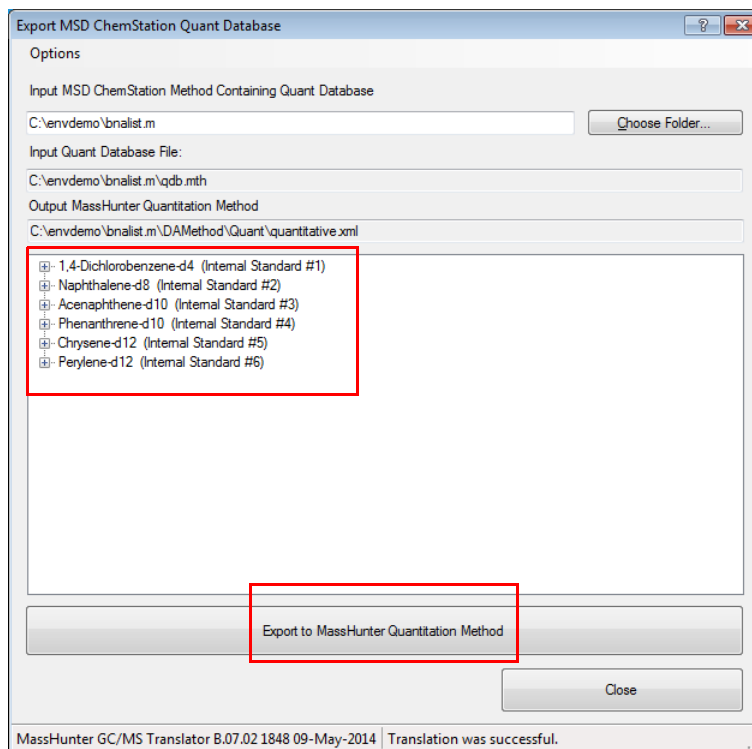 Export MSD ChemStation Quant Database
Options
Input MSD ChemStation Method Containing Quant Database
C:\envdemo\bnalist.m
Choose Folder...
Input Quant Database File:
C:\envdemo\bnalist.m\qdb.mth
Output MassHunter Quantitation Method
C:\envdemo\bnalist.m\DAMethod\Quant\quantitative.xml
1,4-Dichlorobenzene-d4 (Internal Standard #1)
Naphthalene-d8 (Internal Standard #2)
Acenaphthene-d10 (Internal Standard #3)
Phenanthrene-d10 (Internal Standard #4)
Chrysene-d12 (Internal Standard #5)
Perylene-d12 (Internal Standard #6)
Export to MassHunter Quantitation Method
Close
MassHunter GC/MS Translator B.07.02 1848 09-May-2014 Translation was successful.